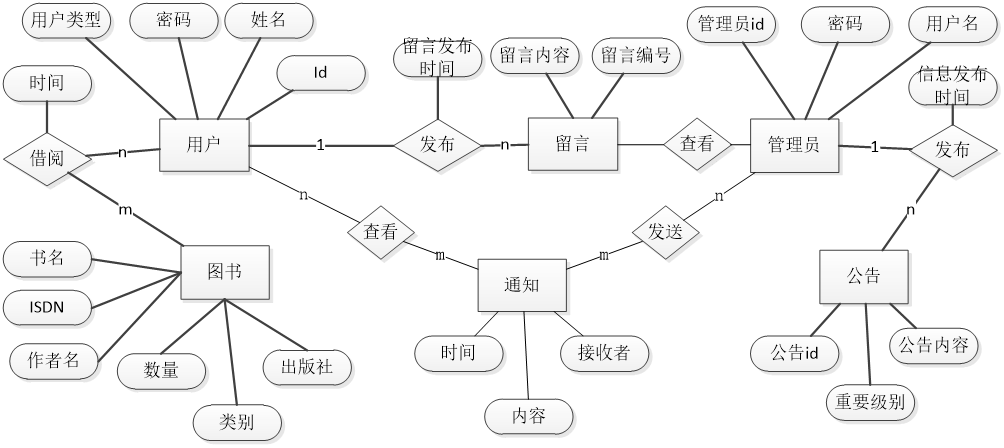 用户类型
密码
姓名
Id
时间
借阅
n
用户
1
留言发布
时间
发布
n
留言内容
留言编号
留言
查看
管理员id
密码
用户名
管理员
1
信息发布
时间
发布
n
m
n
查看
m
n
发送
m
书名
ISDN
作者名
图书
数量
类别
出版社
通知
时间
内容
接收者
公告
公告id
重要级别
公告内容